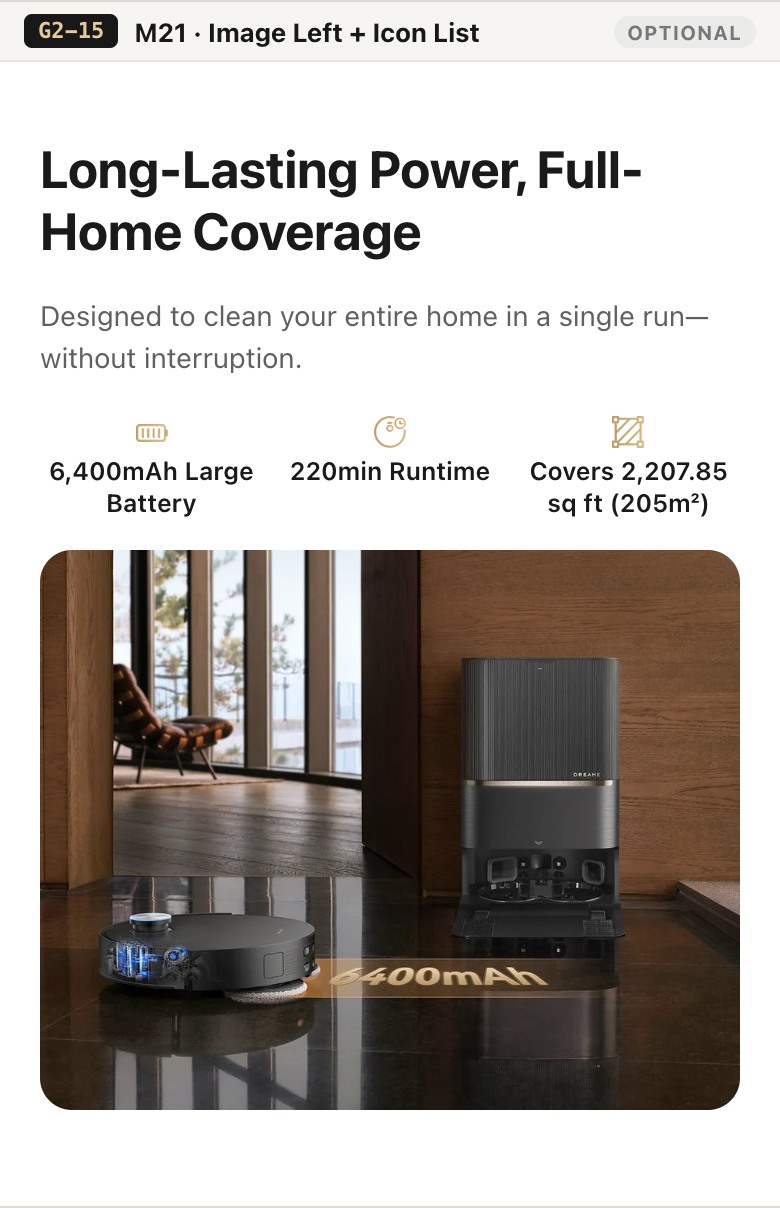 G2–15 M21 · Image Left + Icon List OPTIONAL
Long-Lasting Power, Full-
Home Coverage
Designed to clean your entire home in a single run—
without interruption.
6,400mAh Large
Battery
220min Runtime
Covers 2,207.85
sq ft (205m²)
DREAME
6400mAh